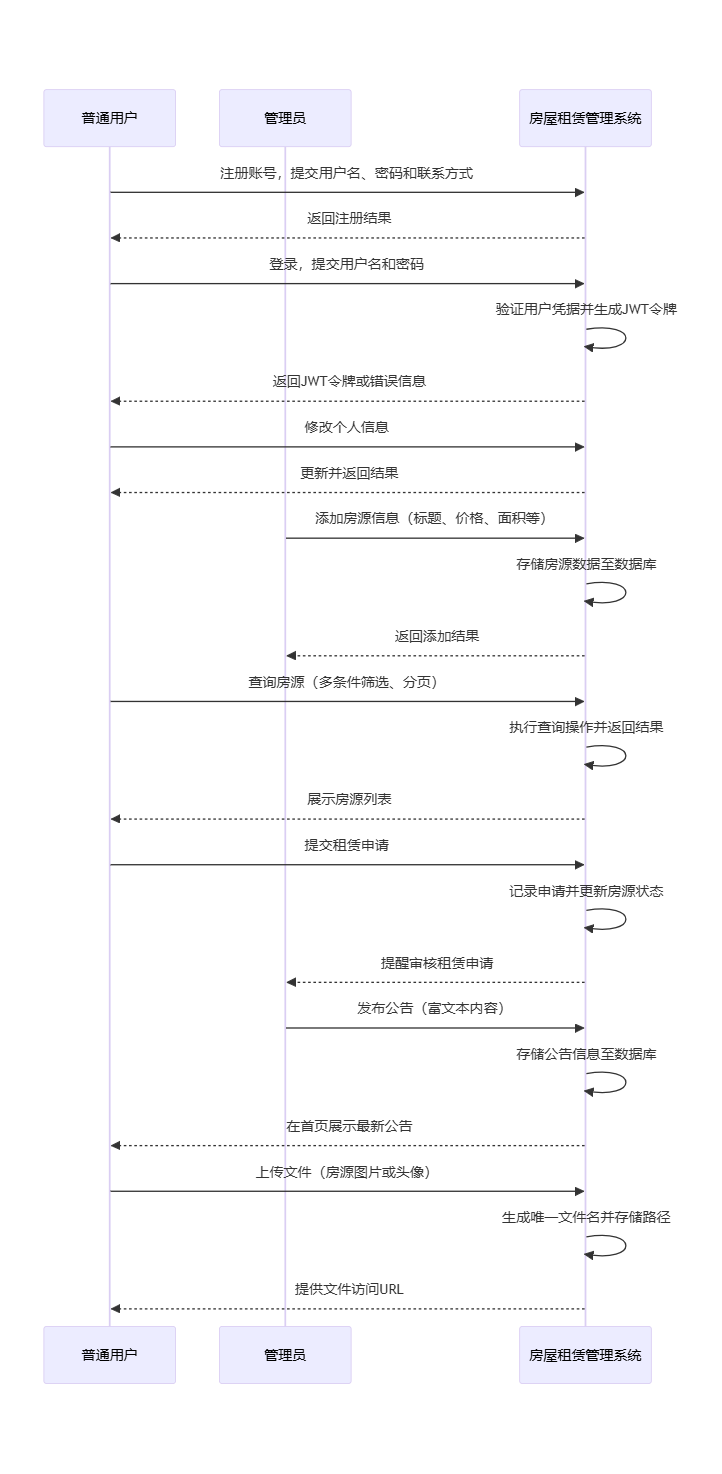 普通用户
管理员
房屋租赁管理系统
注册账号，提交用户名、密码和联系方式
返回注册结果
登录，提交用户名和密码
验证用户凭据并生成JWT令牌
返回JWT令牌或错误信息
修改个人信息
更新并返回结果
添加房源信息（标题、价格、面积等）
存储房源数据至数据库
返回添加结果
查询房源（多条件筛选、分页）
执行查询操作并返回结果
展示房源列表
提交租赁申请
记录申请并更新房源状态
提醒审核租赁申请
发布公告（富文本内容）
存储公告信息至数据库
在首页展示最新公告
上传文件（房源图片或头像）
生成唯一文件名并存储路径
提供文件访问URL
普通用户
管理员
房屋租赁管理系统